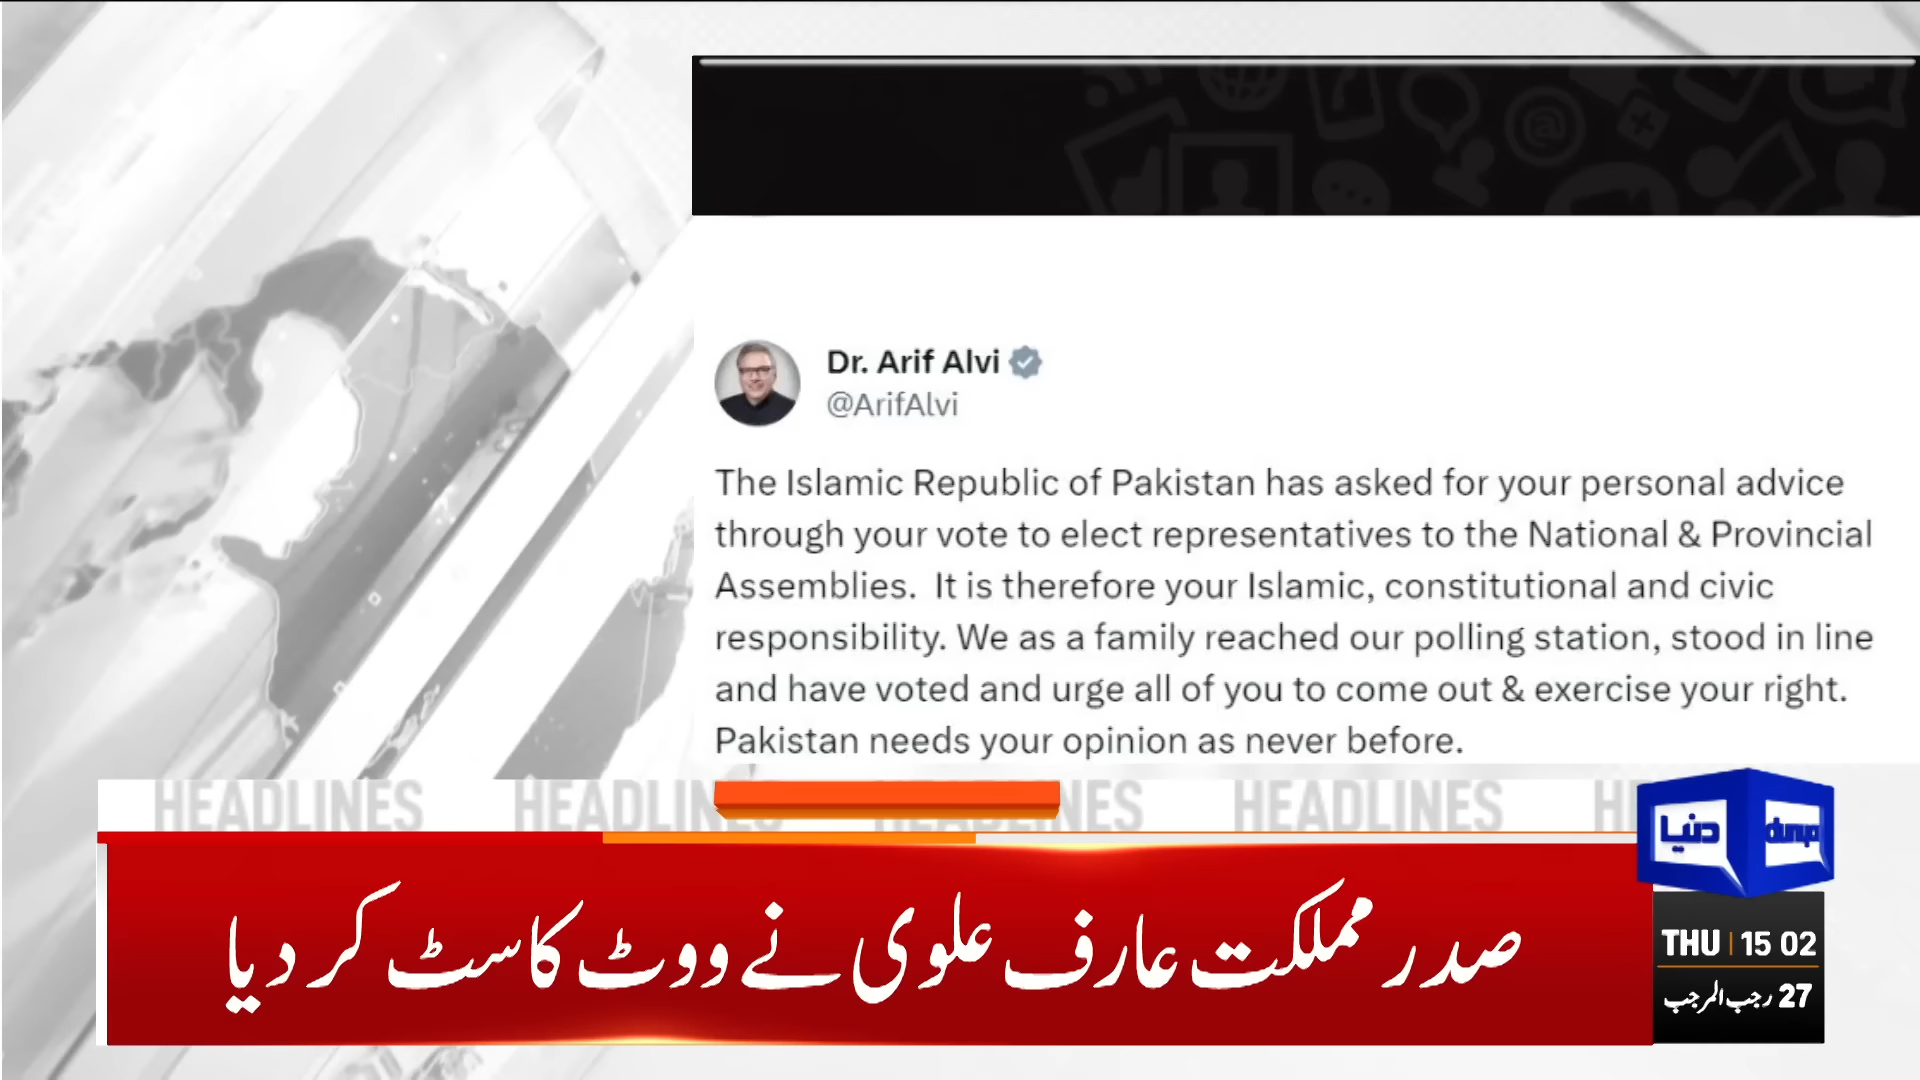 Dr. Arif Alvi
@ArifAlvi
The Islamic Republic of Pakistan has asked for your personal advice
through your vote to elect representatives to the National & Provincial
Assemblies.  It is therefore your Islamic, constitutional and civic
responsibility. We as a family reached our polling station, stood in line
and have voted and urge all of you to come out & exercise your right.
Pakistan needs your opinion as never before.
HEADLINES HEADLINES HEADLINES HEADLINES
دنیا
dunya
صدر مملکت عارف علوی نے ووٹ کاسٹ کر دیا
THU | 15 02
27 رجب المرجب